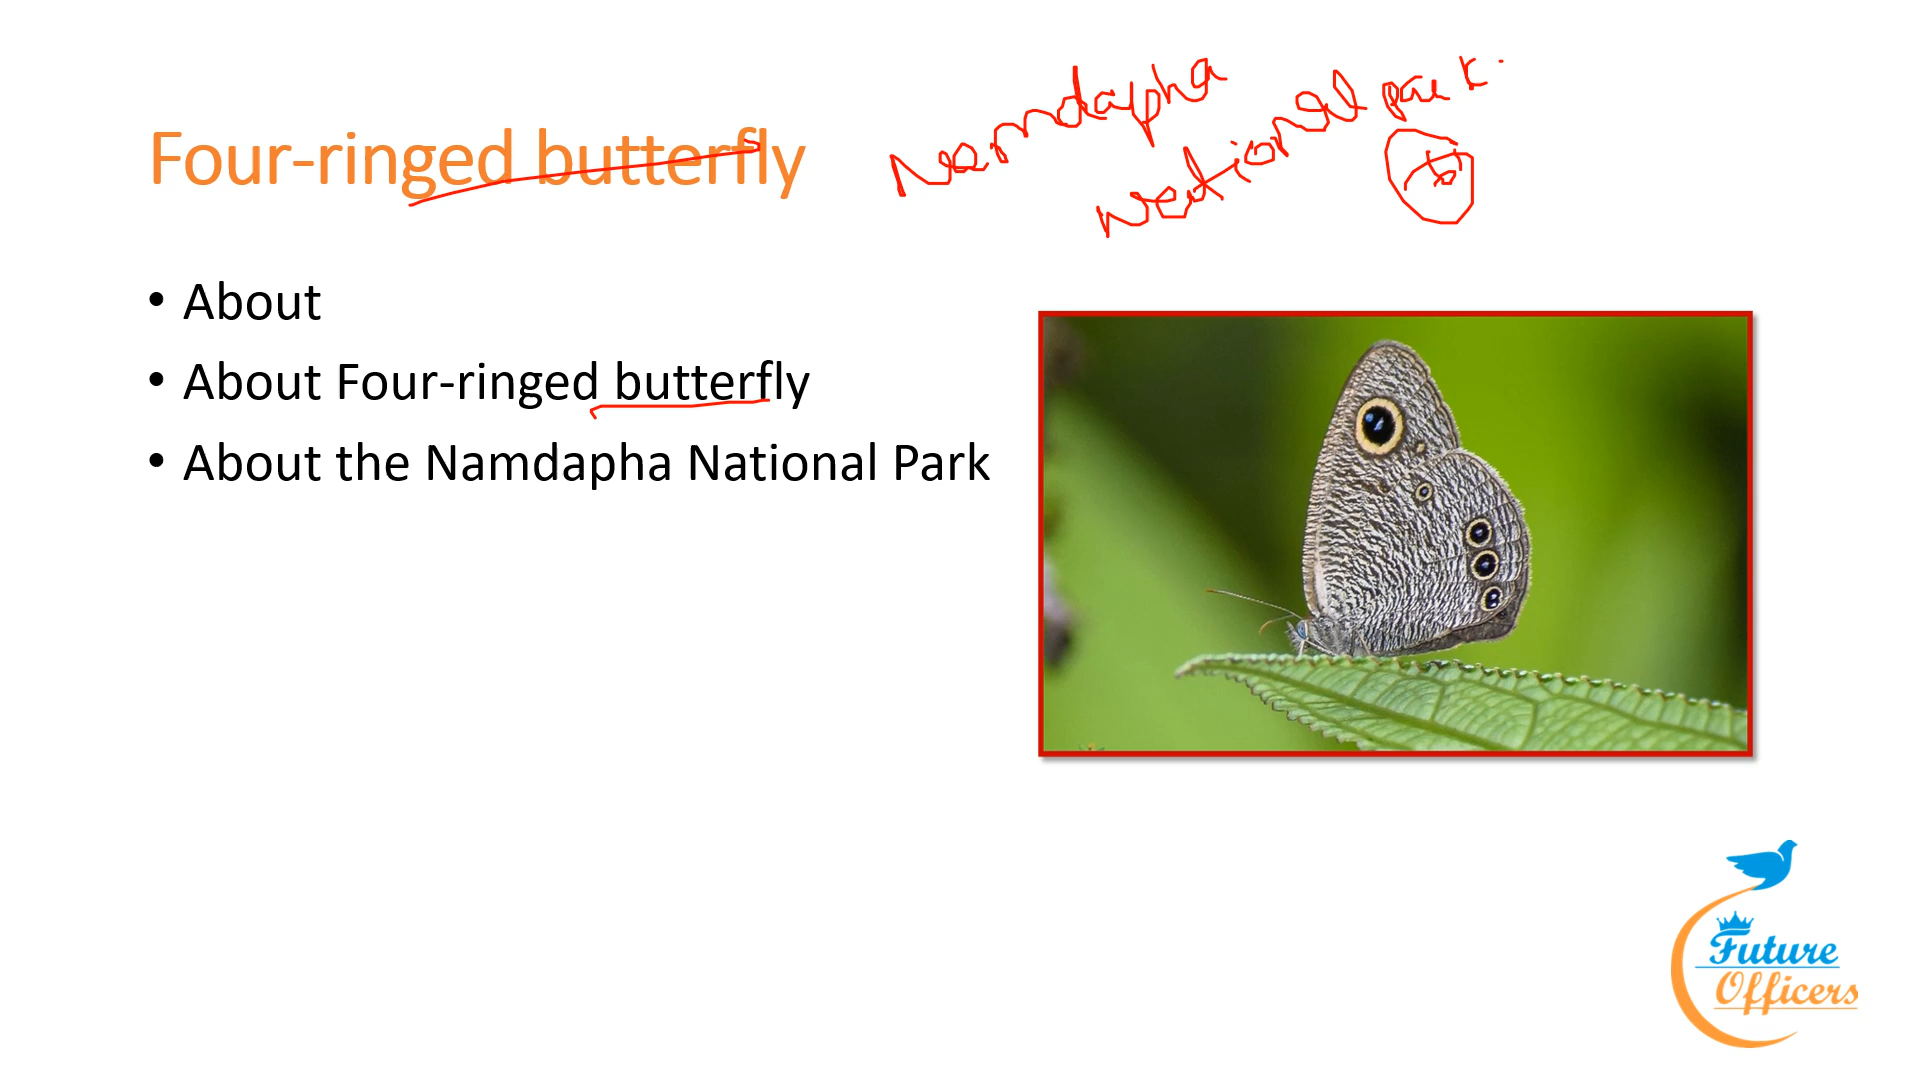 Four-ringed butterfly
Namdapha
National park.
• About
• About Four-ringed butterfly
• About the Namdapha National Park
Future
Officers